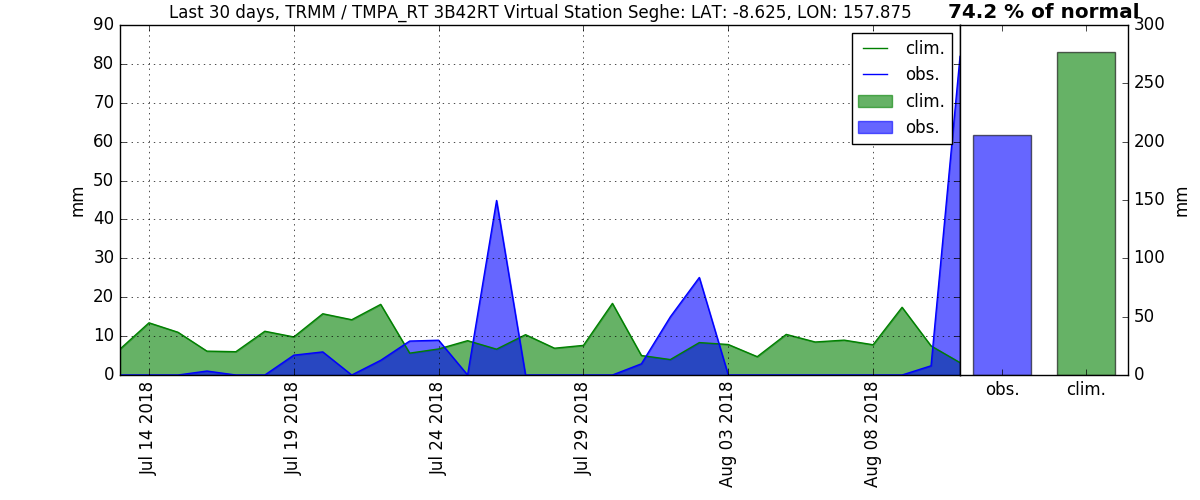 Last 30 days, TRMM / TMPA_RT 3B42RT Virtual Station Seghe: LAT: -8.625, LON: 157.875
74.2 % of normal
90
80
70
60
50
40
30
20
10
0
mm
Jul 14 2018
Jul 19 2018
Jul 24 2018
Jul 29 2018
Aug 03 2018
Aug 08 2018
clim.
obs.
clim.
obs.
300
250
200
150
100
50
0
mm
obs.
clim.